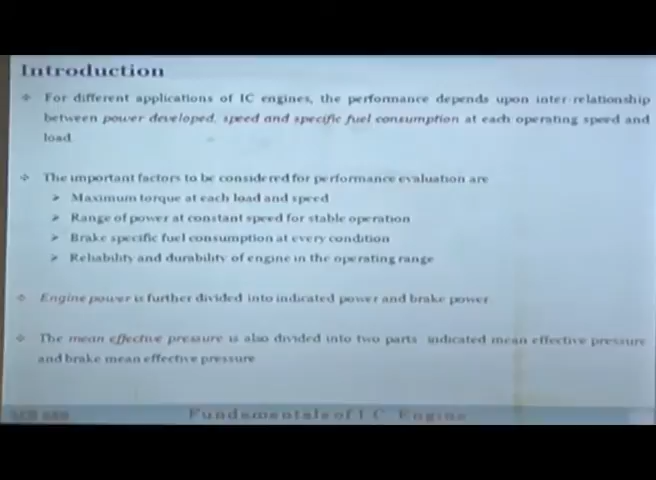 Introduction
❖ For different applications of IC engines, the performance depends upon inter-relationship
between power developed, speed and specific fuel consumption at each operating speed and
load.
❖ The important factors to be considered for performance evaluation are
➢ Maximum torque at each load and speed
➢ Range of power at constant speed for stable operation
➢ Brake specific fuel consumption at every condition
➢ Reliability and durability of engine in the operating range
❖ Engine power is further divided into indicated power and brake power
❖ The mean effective pressure is also divided into two parts indicated mean effective pressure
and brake mean effective pressure
Fundamentals of I.C. Engine